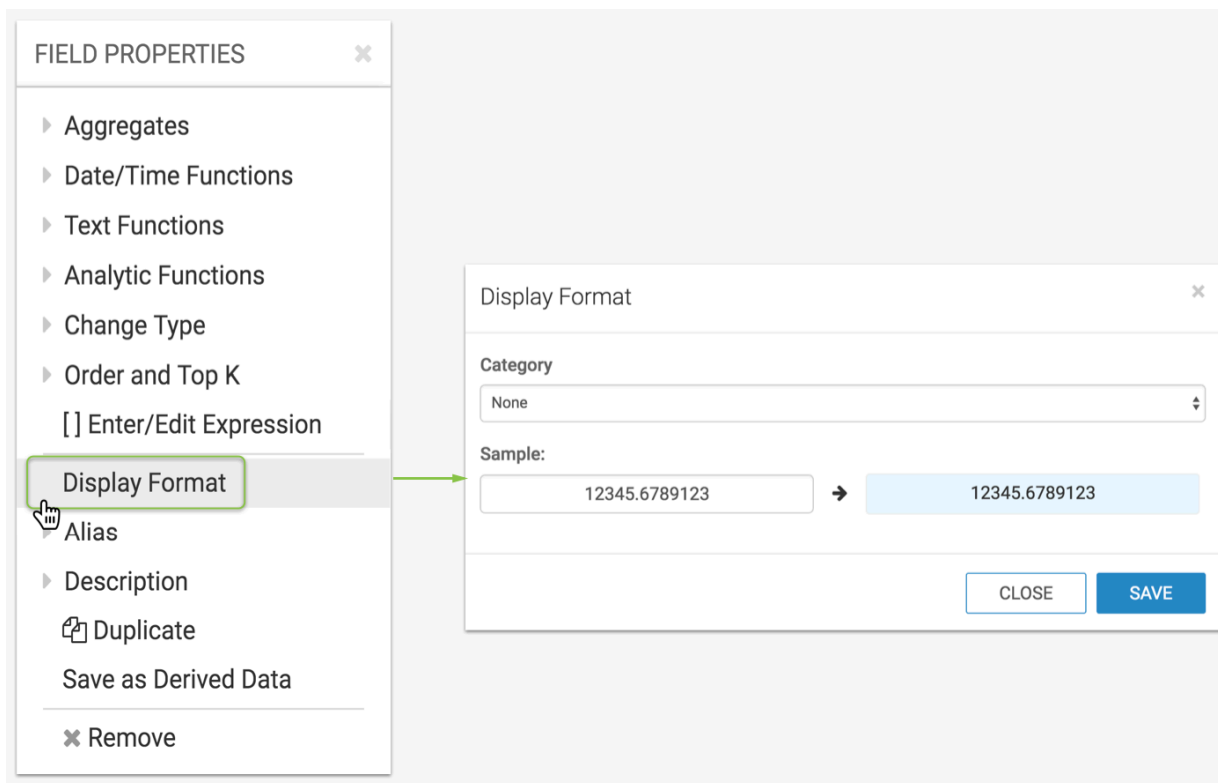 FIELD PROPERTIES
Aggregates
Date/Time Functions
Text Functions
Analytic Functions
Change Type
Order and Top K
[ ] Enter/Edit Expression
Display Format
Alias
Description
Duplicate
Save as Derived Data
Remove
Display Format
Category
None
Sample:
12345.6789123
12345.6789123
CLOSE
SAVE